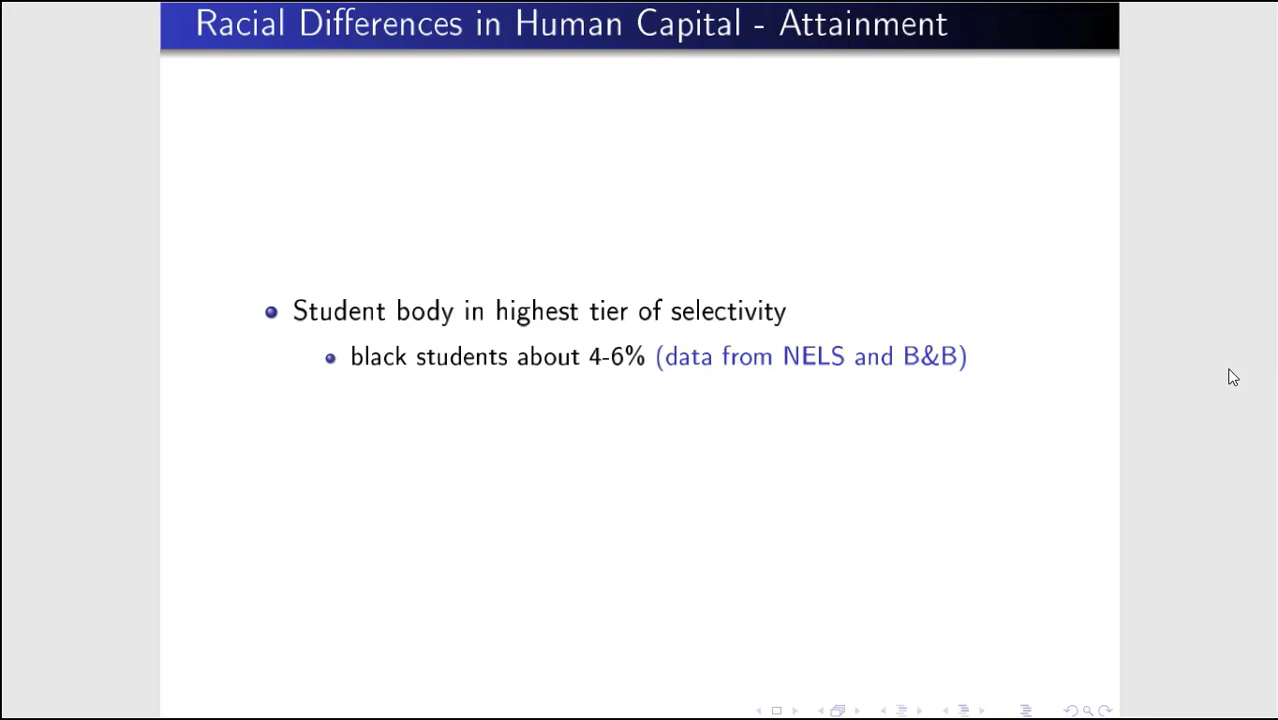 Racial Differences in Human Capital - Attainment
Student body in highest tier of selectivity
black students about 4-6% (data from NELS and B&B)